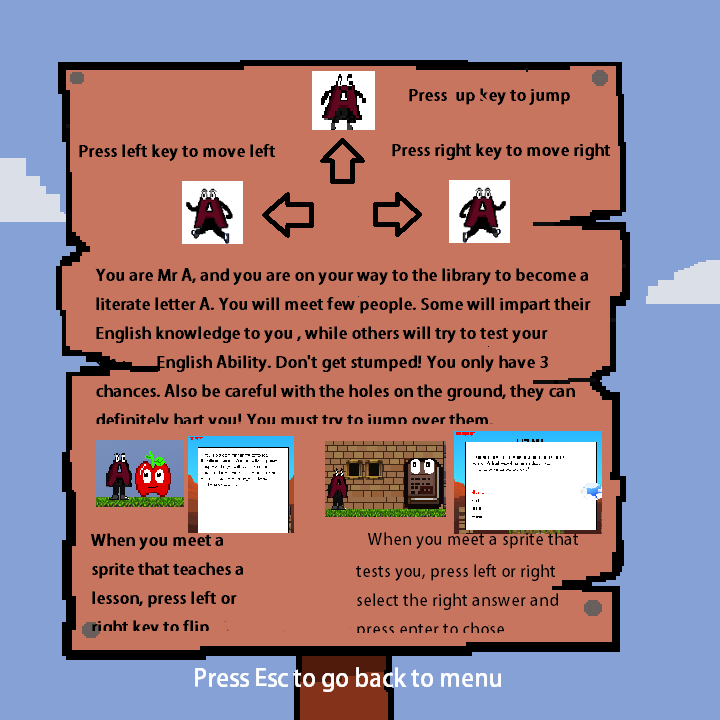 Press  up key to jump
Press left key to move left
Press right key to move right
You are Mr A, and you are on your way to the library to become a
literate letter A. You will meet few people. Some will impart their
English knowledge to you , while others will try to test your
English Ability. Don't get stumped! You only have 3
chances. Also be careful with the holes on the ground, they can
definitely hart you! You must try to jump over them.
When you meet a
sprite that teaches a
lesson, press left or
right key to flip
When you meet a sprite that
tests you, press left or right
select the right answer and
press enter to chose
Press Esc to go back to menu